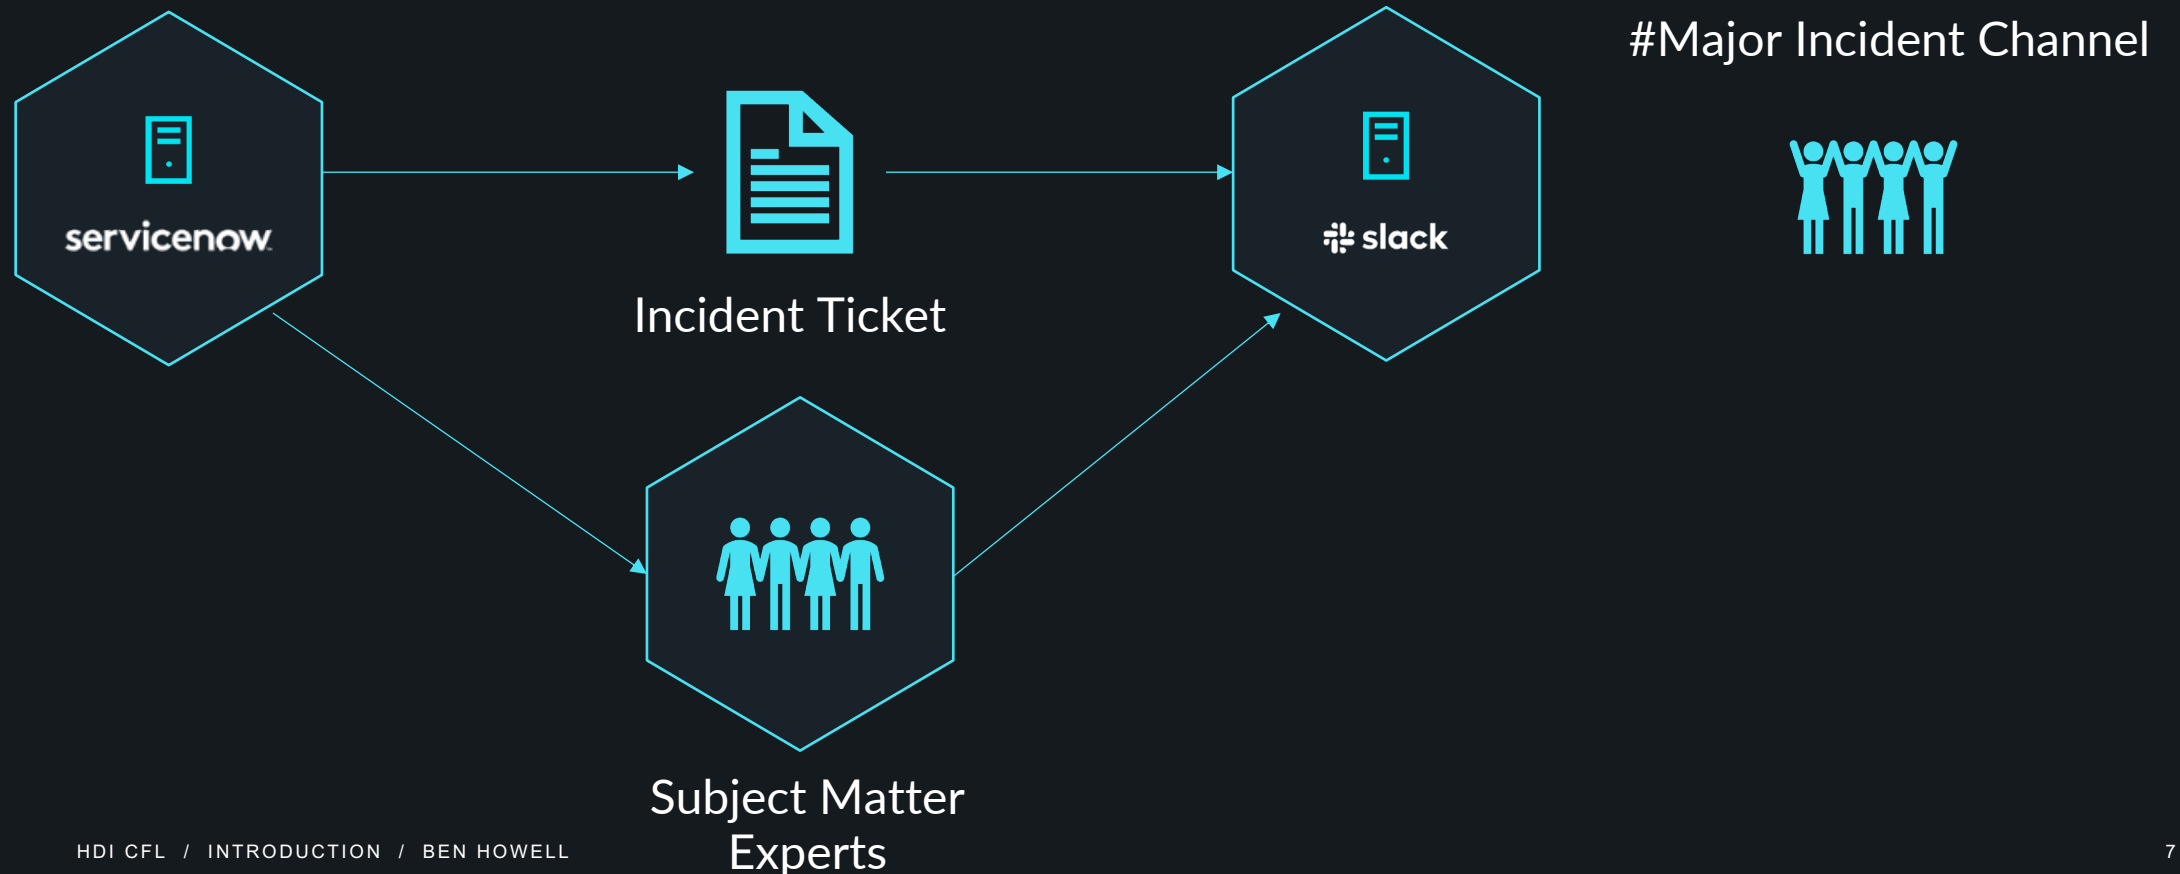 #Major Incident Channel
servicenow
slack
Incident Ticket
Subject Matter
Experts
HDI CFL / INTRODUCTION / BEN HOWELL
7